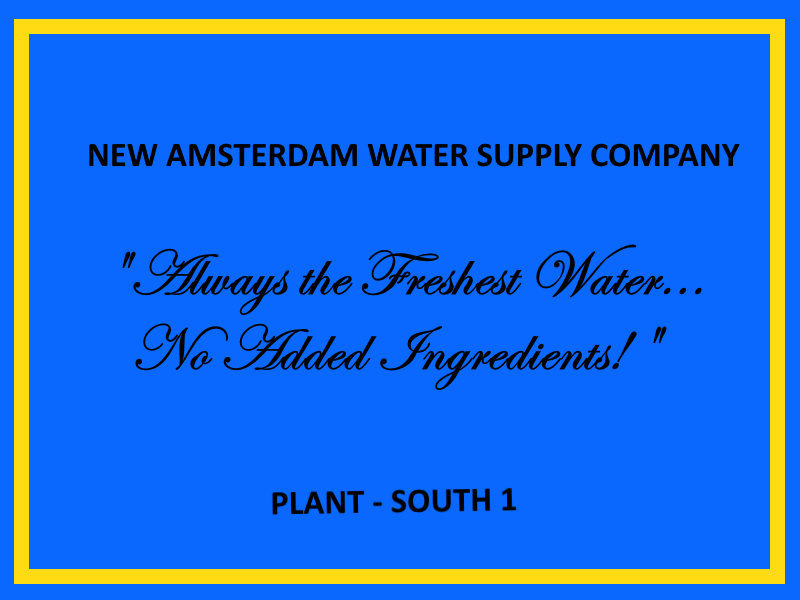 NEW AMSTERDAM WATER SUPPLY COMPANY
"Always the Freshest Water...
No Added Ingredients! "
PLANT - SOUTH 1